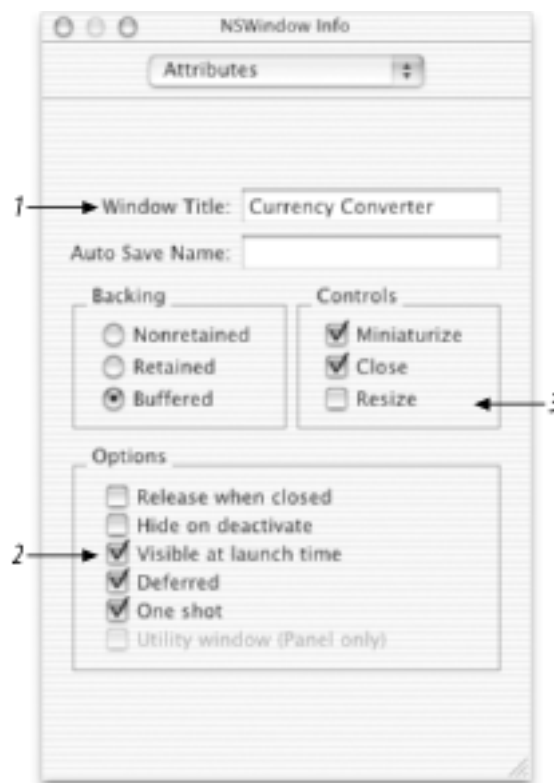 NSWindow Info
Attributes
1 Window Title: Currency Converter
Auto Save Name:
Backing
Nonretained
Retained
Buffered
Controls
Miniaturize
Close
Resize 3
Options
Release when closed
Hide on deactivate
2 Visible at launch time
Deferred
One shot
Utility window (Panel only)